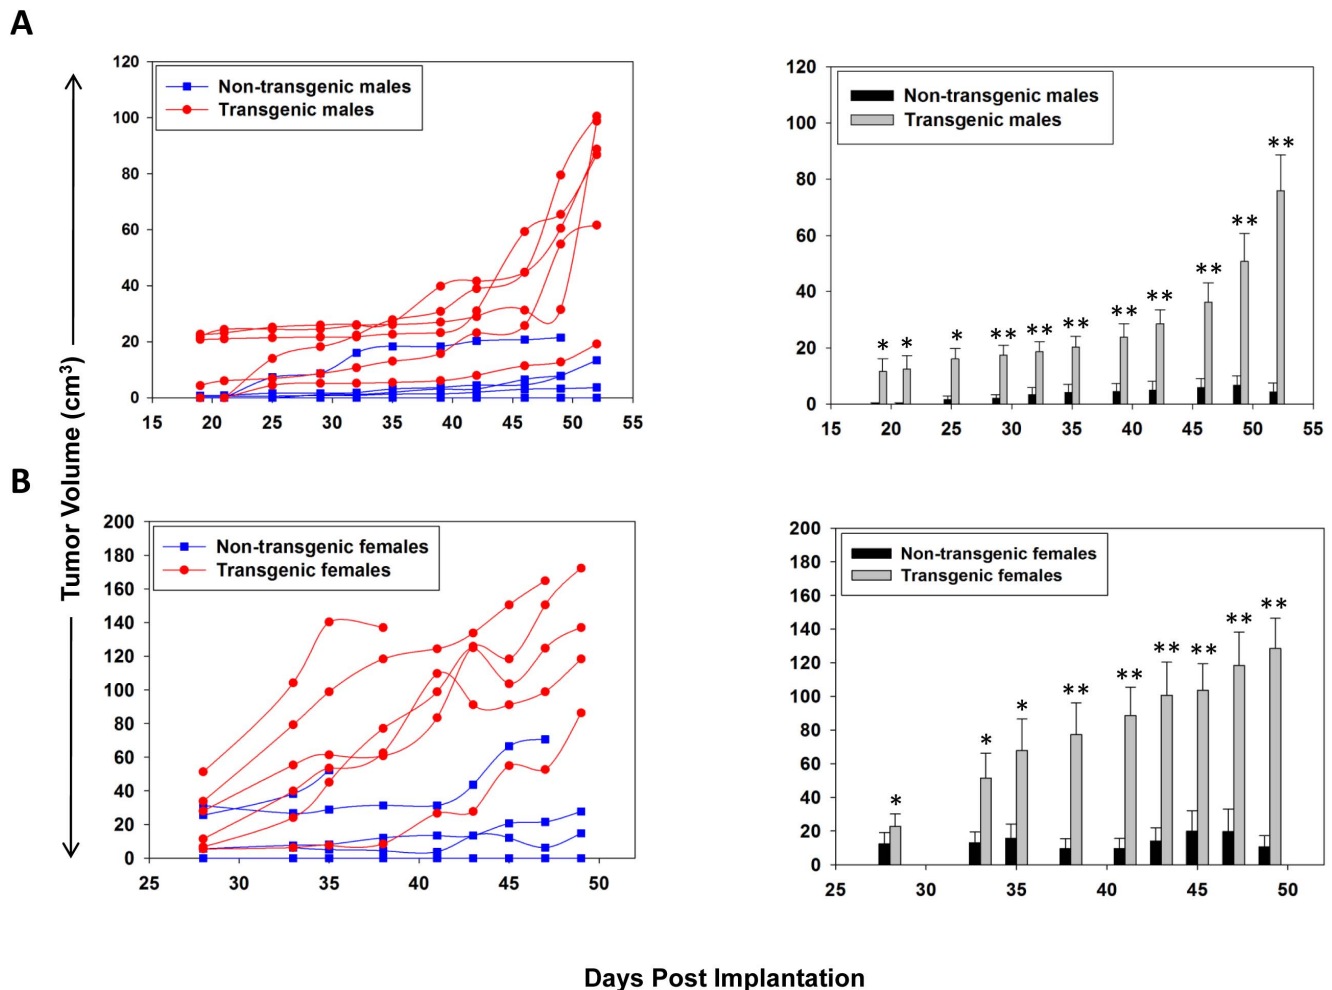 A
120
100
80
60
40
20
0
Non-transgenic males
Transgenic males
15 20 25 30 35 40 45 50 55
120
100
80
60
40
20
0
Non-transgenic males
Transgenic males
* * * ** ** ** ** ** ** ** **
15 20 25 30 35 40 45 50 55
Tumor Volume (cm³)
B
200
180
160
140
120
100
80
60
40
20
0
Non-transgenic females
Transgenic females
25 30 35 40 45 50
200
180
160
140
120
100
80
60
40
20
0
Non-transgenic females
Transgenic females
* * * ** ** ** ** ** **
25 30 35 40 45 50
Days Post Implantation